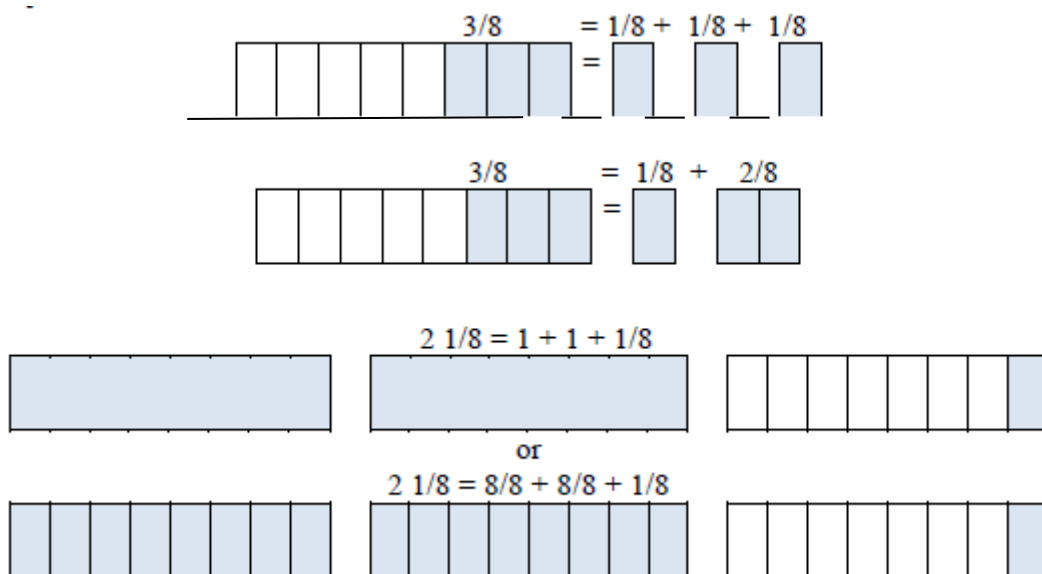 3/8 = 1/8 + 1/8 + 1/8
=
3/8 = 1/8 + 2/8
=
2 1/8 = 1 + 1 + 1/8
or
2 1/8 = 8/8 + 8/8 + 1/8